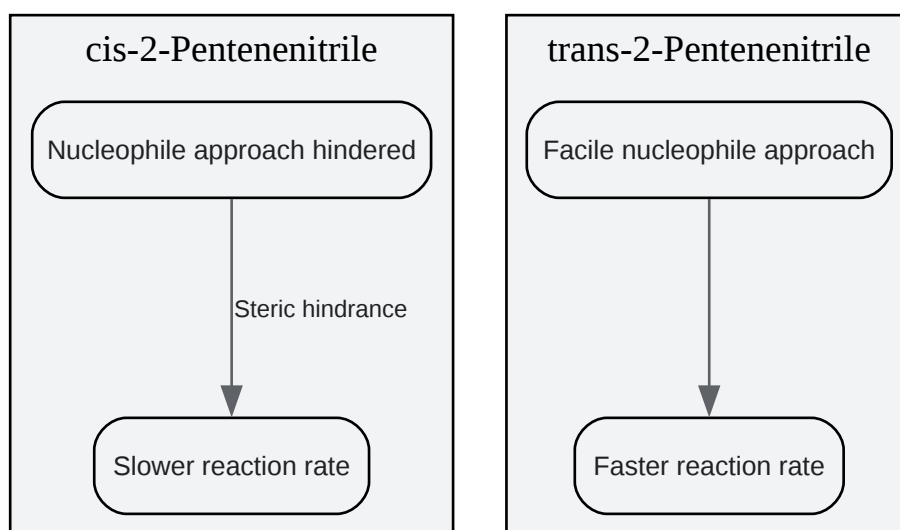 cis-2-Pentenenitrile
Nucleophile approach hindered
Steric hindrance
Slower reaction rate
trans-2-Pentenenitrile
Facile nucleophile approach
Faster reaction rate